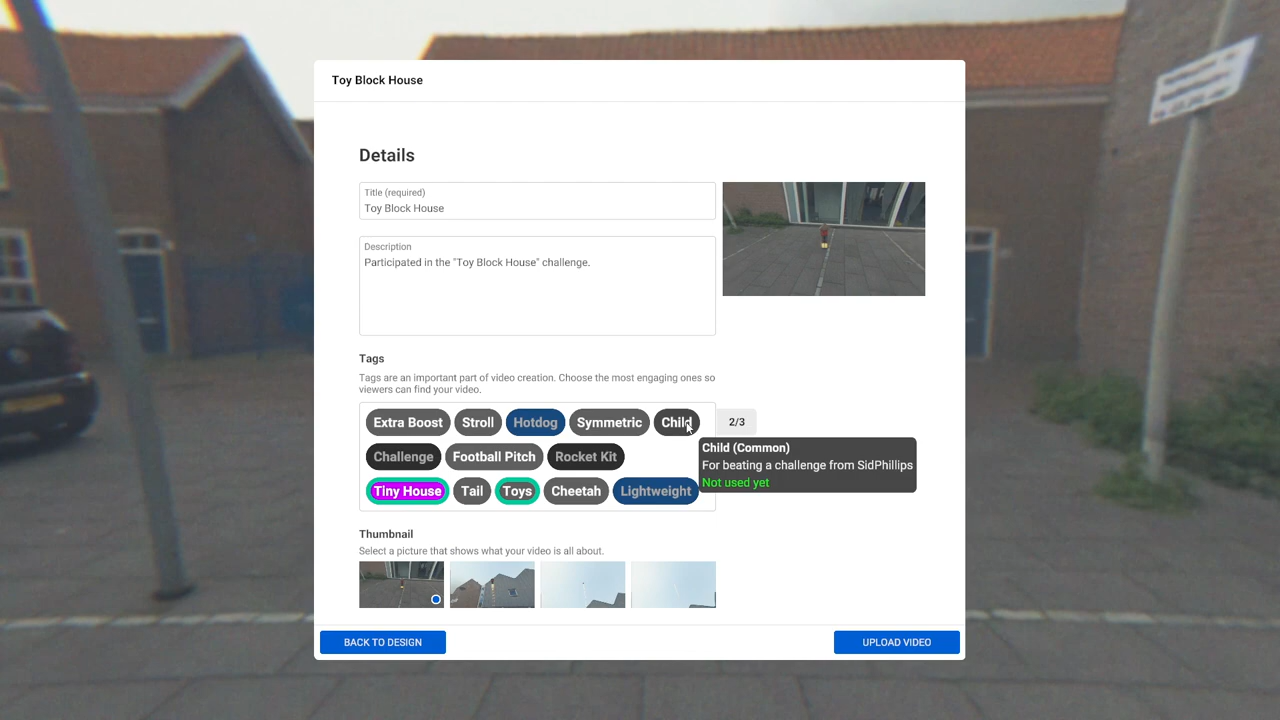 Toy Block House
Details
Title (required)
Toy Block House
Description
Participated in the "Toy Block House" challenge.
Tags
Tags are an important part of video creation. Choose the most engaging ones so
viewers can find your video.
Extra Boost Stroll Hotdog Symmetric Child 2/3
Challenge Football Pitch Rocket Kit
Tiny House Tail Toys Cheetah Lightweight
Child (Common)
For beating a challenge from SidPhillips
Not used yet
Thumbnail
Select a picture that shows what your video is all about.
BACK TO DESIGN UPLOAD VIDEO